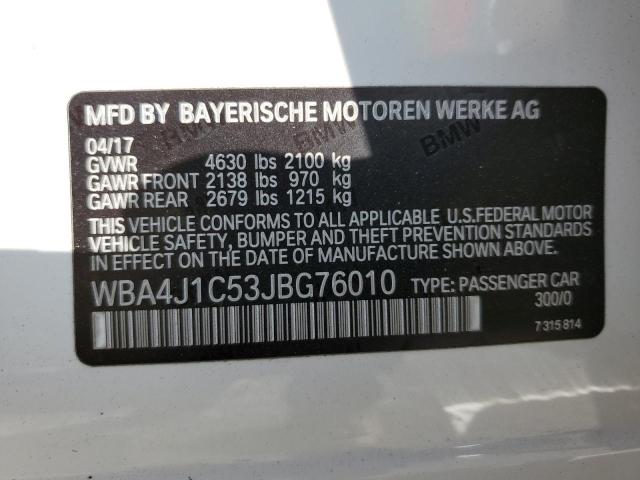 MFD BY BAYERISCHE MOTOREN WERKE AG
04/17
GVWR 4630 lbs 2100 kg
GAWR FRONT 2138 lbs 970 kg
GAWR REAR 2679 lbs 1215 kg
THIS VEHICLE CONFORMS TO ALL APPLICABLE U.S.FEDERAL MOTOR
VEHICLE SAFETY, BUMPER AND THEFT PREVENTION STANDARDS
IN EFFECT ON THE DATE OF MANUFACTURE SHOWN ABOVE.
WBA4J1C53JBG76010 TYPE: PASSENGER CAR
300/0
7 315 814
BMW
BMW
BMW